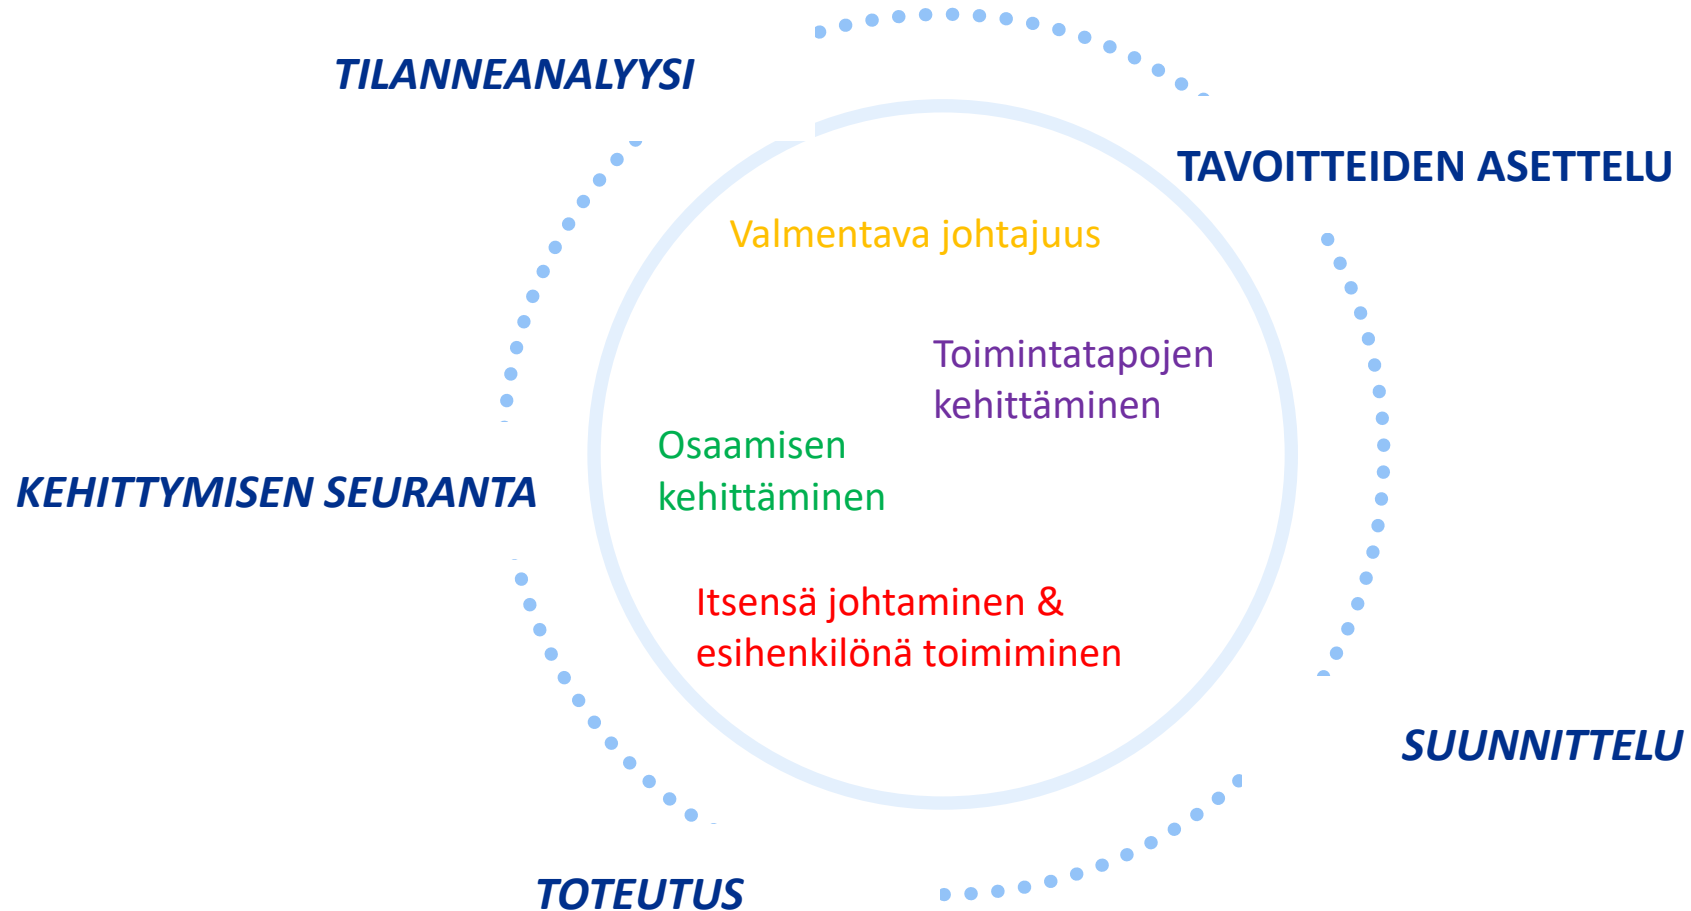 TILANNEANALYYSI
TAVOITTEIDEN ASETTELU
Valmentava johtajuus
Toimintatapojen
kehittäminen
Osaamisen
kehittäminen
KEHITTYMISEN SEURANTA
Itsensä johtaminen &
esihenkilönä toimiminen
SUUNNITTELU
TOTEUTUS